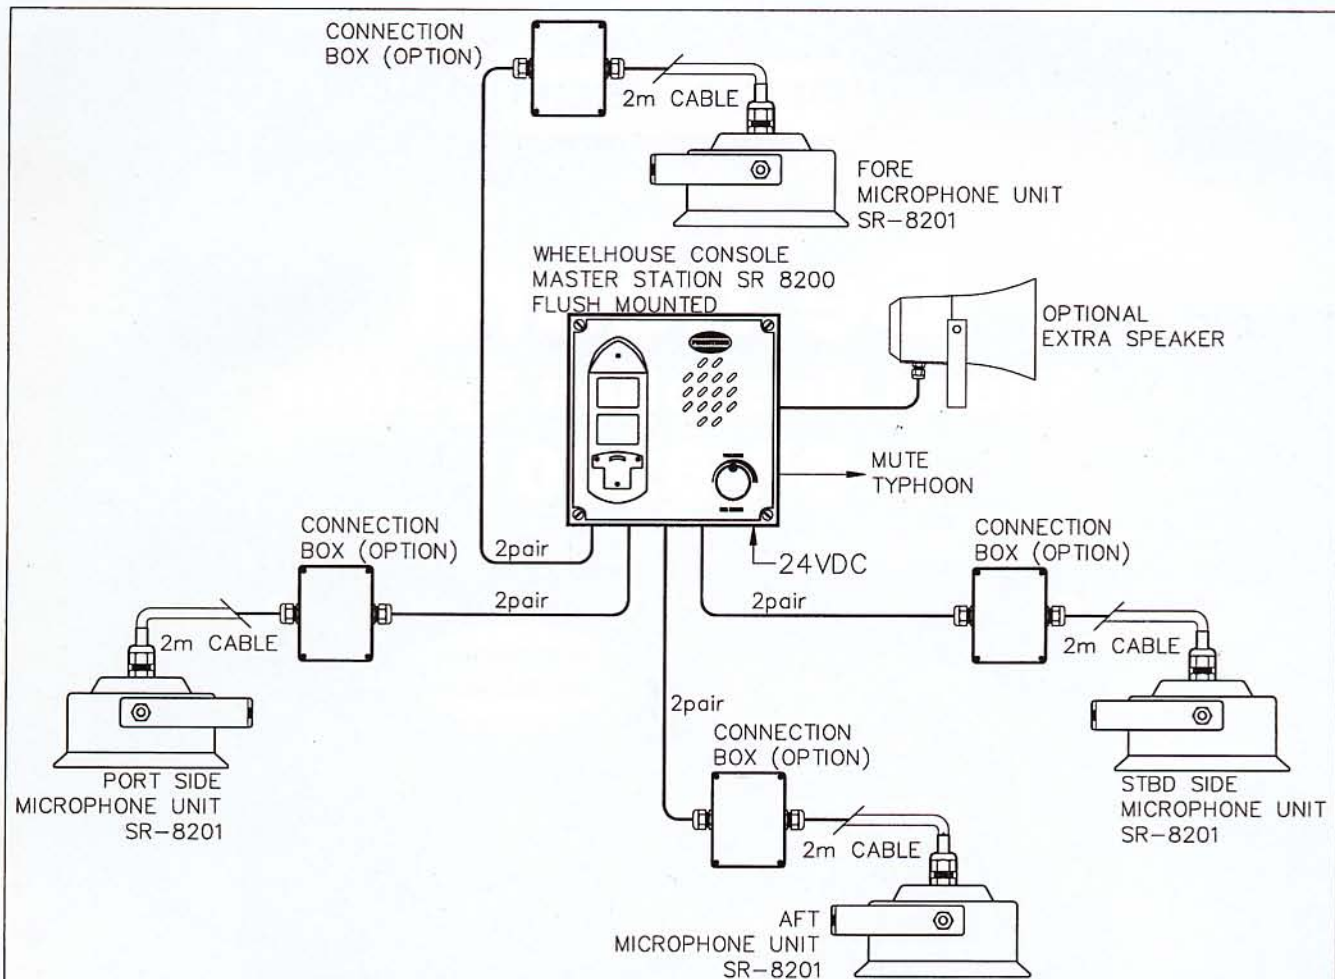 CONNECTION
BOX (OPTION)
2m CABLE
FORE
MICROPHONE UNIT
SR-8201
WHEELHOUSE CONSOLE
MASTER STATION SR 8200
FLUSH MOUNTED
OPTIONAL
EXTRA SPEAKER
MUTE
TYPHOON
24VDC
2pair
CONNECTION
BOX (OPTION)
2pair
2m CABLE
PORT SIDE
MICROPHONE UNIT
SR-8201
CONNECTION
BOX (OPTION)
2pair
2m CABLE
STBD SIDE
MICROPHONE UNIT
SR-8201
2pair
CONNECTION
BOX (OPTION)
2m CABLE
AFT
MICROPHONE UNIT
SR-8201